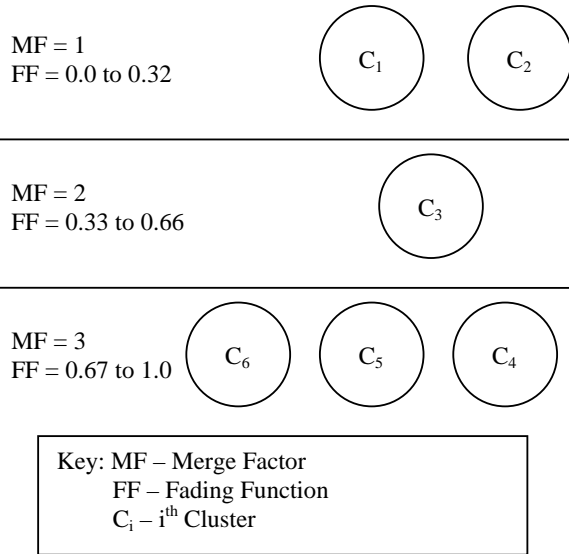 MF = 1
FF = 0.0 to 0.32
C₁ C₂
MF = 2
FF = 0.33 to 0.66
C₃
MF = 3
FF = 0.67 to 1.0
C₆ C₅ C₄
Key: MF – Merge Factor
FF – Fading Function
Cᵢ – iᵗʰ Cluster